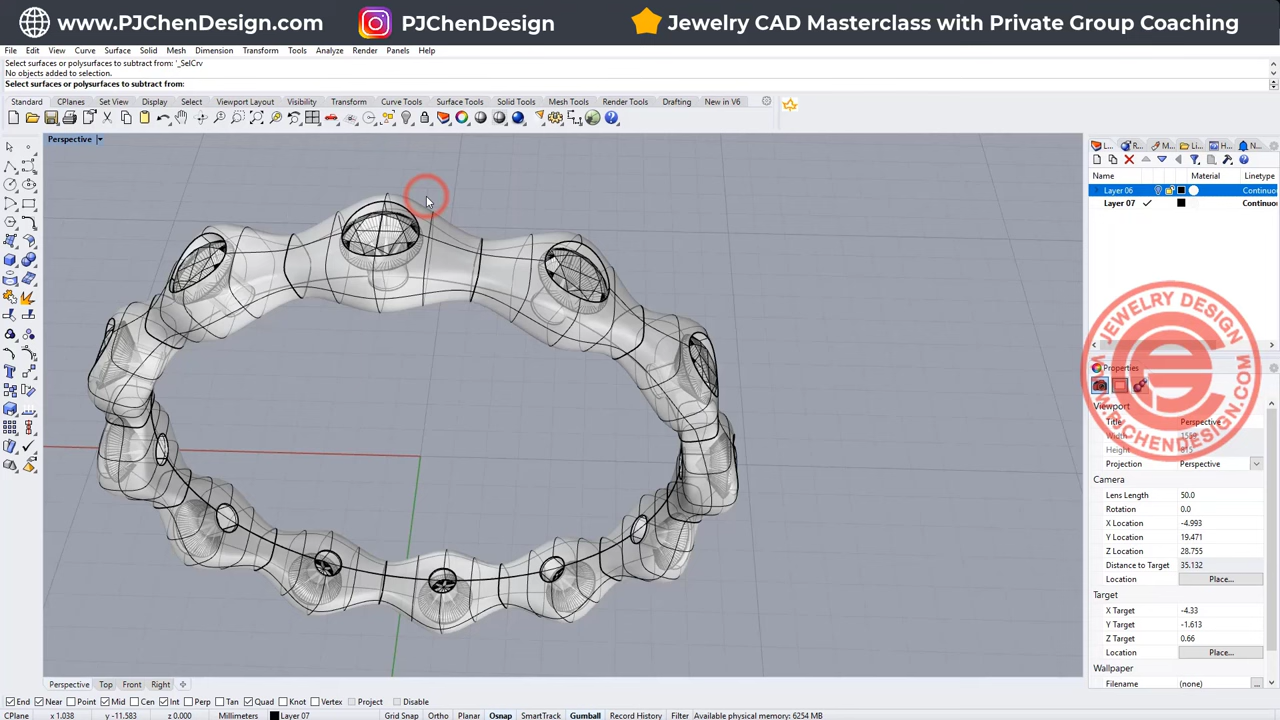 www.PJChenDesign.com PJChenDesign Jewelry CAD Masterclass with Private Group Coaching
File Edit View Curve Surface Solid Mesh Dimension Transform Tools Analyze Render Panels Help
Select surfaces or polysurfaces to subtract from: '_SelCrv
No objects added to selection.
Select surfaces or polysurfaces to subtract from:
Standard CPlanes Set View Display Select Viewport Layout Visibility Transform Curve Tools Surface Tools Solid Tools Mesh Tools Render Tools Drafting New in V6
Perspective
L... R... M... Li... H... N...
Name Material Linetype
Layer 06 Continuo
Layer 07 Continuo
JEWELRY DESIGN
WWW.PJCHENDESIGN.COM
Properties
Viewport
Title Perspective
Width
Height
Projection Perspective
Camera
Lens Length 50.0
Rotation 0.0
X Location -4.993
Y Location 19.471
Z Location 28.755
Distance to Target 35.132
Location Place...
Target
X Target -4.33
Y Target -1.613
Z Target 0.66
Location Place...
Wallpaper
Filename (none) ...
Perspective Top Front Right
End Near Point Mid Cen Int Perp Tan Quad Knot Vertex Project Disable
CPlane x 1.038 y -11.583 z 0.000 Millimeters Layer 07 Grid Snap Ortho Planar Osnap SmartTrack Gumball Record History Filter Available physical memory: 6254 MB